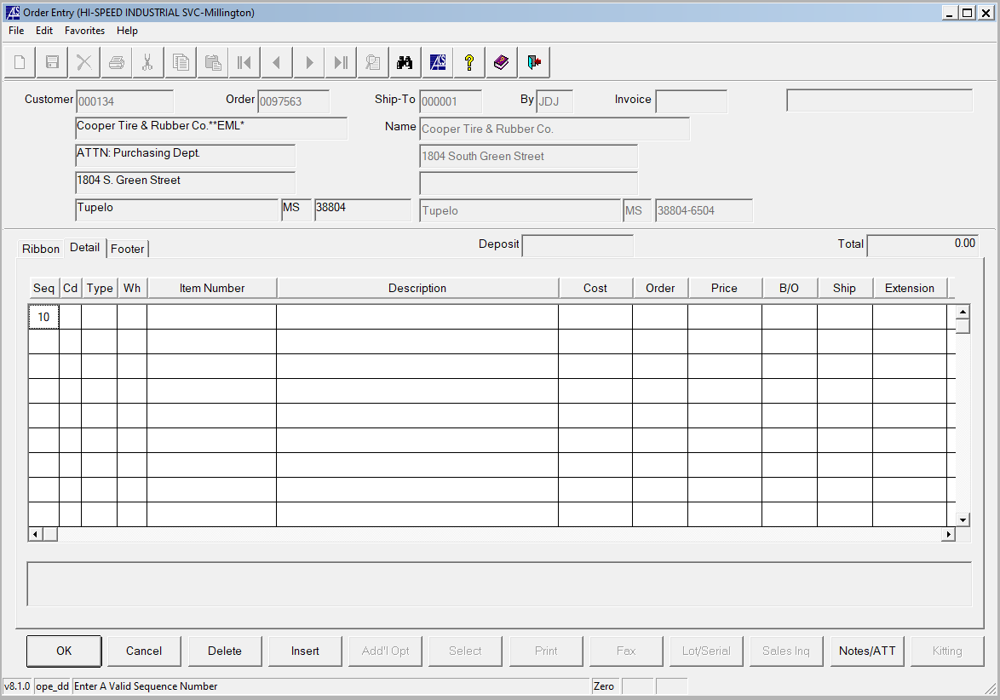 Order Entry (HI-SPEED INDUSTRIAL SVC-Millington)
File Edit Favorites Help
Customer 000134 Order 0097563 Ship-To 000001 By JDJ Invoice
Cooper Tire & Rubber Co.**EML* Name Cooper Tire & Rubber Co.
ATTN: Purchasing Dept. 1804 South Green Street
1804 S. Green Street
Tupelo MS 38804 Tupelo MS 38804-6504
Ribbon Detail Footer Deposit Total 0.00
Seq Cd Type Wh Item Number Description Cost Order Price B/O Ship Extension
10
OK Cancel Delete Insert Add'l Opt Select Print Fax Lot/Serial Sales Inq Notes/ATT Kitting
v8.1.0 ope_dd Enter A Valid Sequence Number Zero